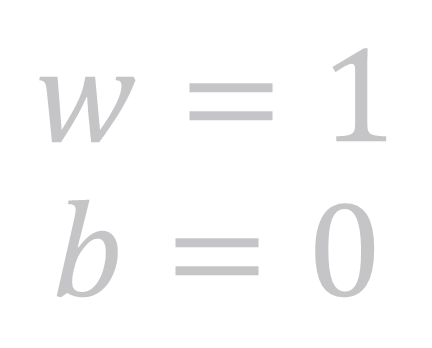 w = 1
b = 0